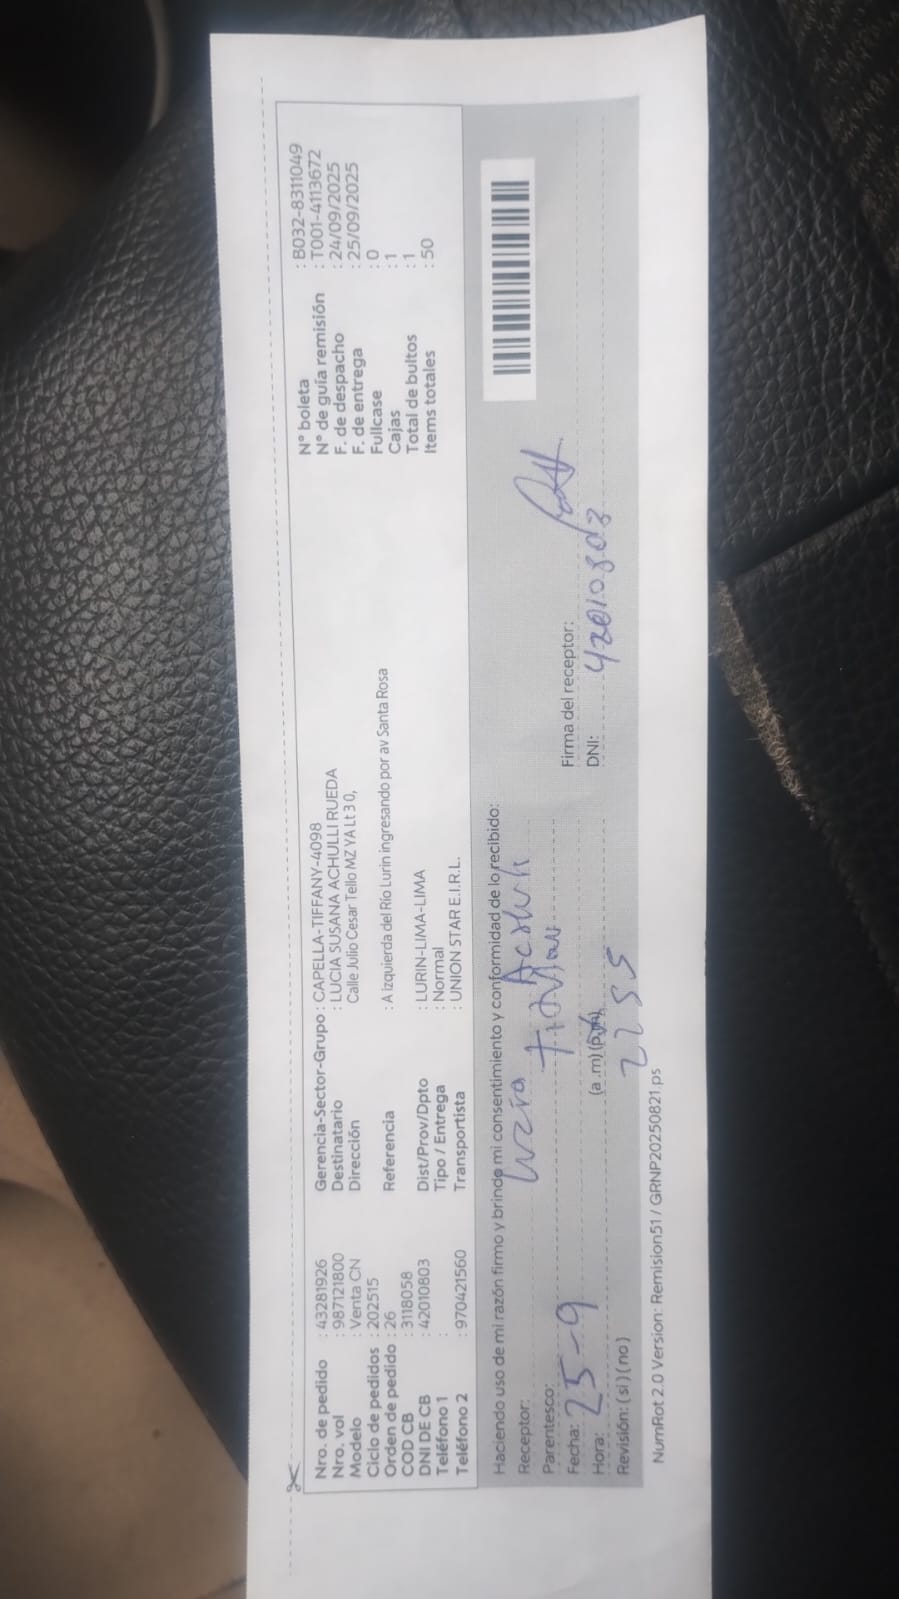 Nro. de pedido : 43281926
Nro. vol : 987121800
Modelo : Venta CN
Ciclo de pedidos : 202515
Orden de pedido : 26
COD CB : 3118058
DNI DE CB : 42010803
Teléfono 1 :
Teléfono 2 : 970421560
Gerencia-Sector-Grupo : CAPELLA-TIFFANY-4098
Destinatario : LUCIA SUSANA ACHULLI RUEDA
Dirección Calle Julio Cesar Tello MZ YA Lt 30,
Referencia : A izquierda del Río Lurin ingresando por av Santa Rosa
Dist/Prov/Dpto : LURIN-LIMA-LIMA
Tipo / Entrega : Normal
Transportista : UNION STAR E.I.R.L.
N° boleta : B032-8311049
N° de guía remisión : T001-4113672
F. de despacho : 24/09/2025
F. de entrega : 25/09/2025
Fullcase : 0
Cajas : 1
Total de bultos : 1
Items totales : 50
Haciendo uso de mi razón firmo y brindo mi consentimiento y conformidad de lo recibido:
Receptor: Lucia Achulli
Parentesco: Titular
Fecha: 25-9
Hora: (a .m) (p.m)
2255
Revisión: ( si ) ( no )
Firma del receptor:
DNI: 42010803
NumRot 2.0 Version: Remision51 / GRNP20250821.ps